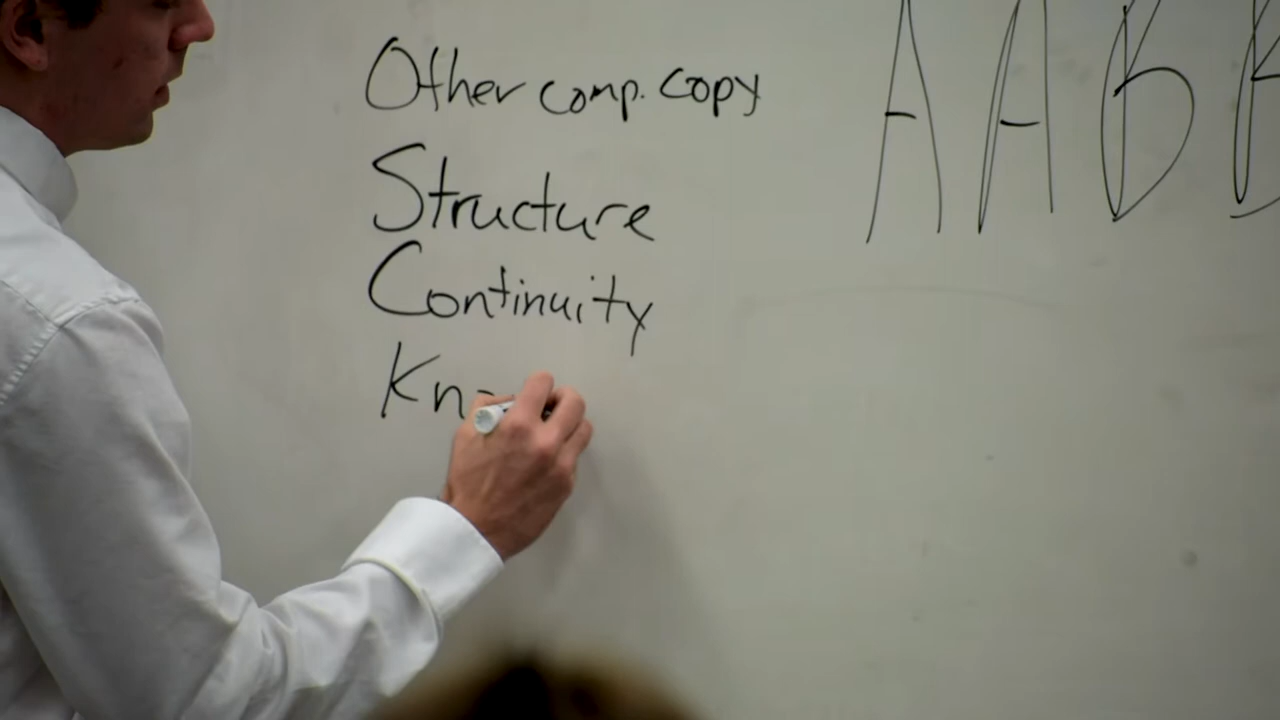 Other comp. copy
Structure
Continuity
Kn
A A B B